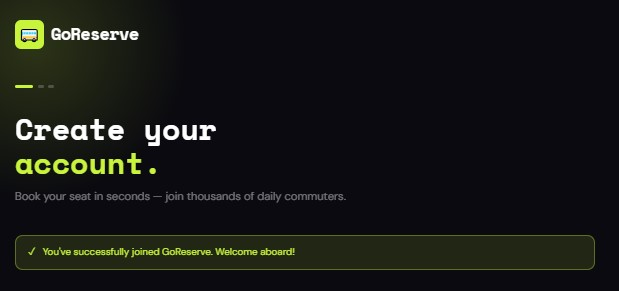 GoReserve
Create your
account.
Book your seat in seconds — join thousands of daily commuters.
✓ You've successfully joined GoReserve. Welcome aboard!